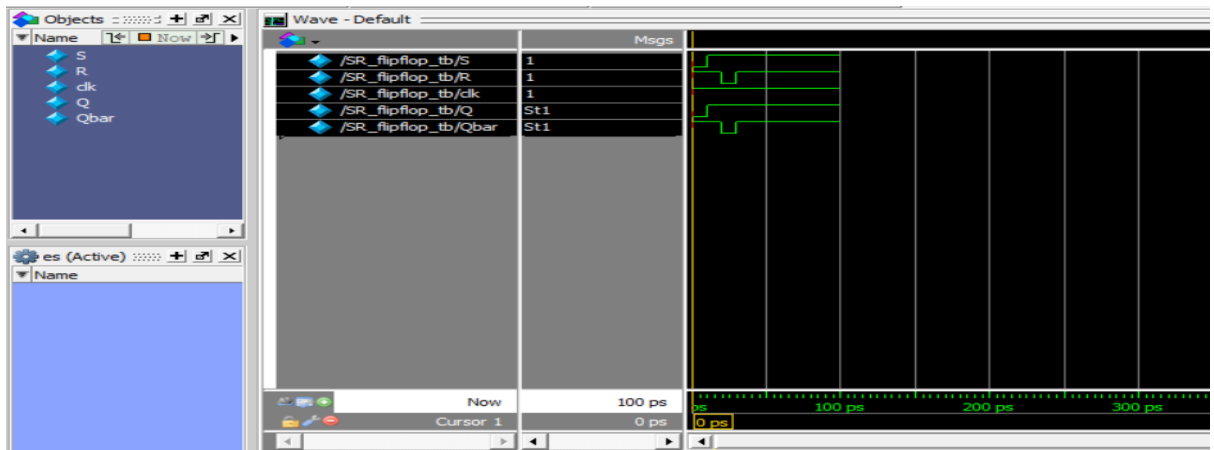 Objects
Name Now
S
R
clk
Q
Qbar
es (Active)
Name
Wave - Default
Msgs
/SR_flipflop_tb/S 1
/SR_flipflop_tb/R 1
/SR_flipflop_tb/clk 1
/SR_flipflop_tb/Q St1
/SR_flipflop_tb/Qbar St1
Now 100 ps
ps 100 ps 200 ps 300 ps
Cursor 1 0 ps
0 ps